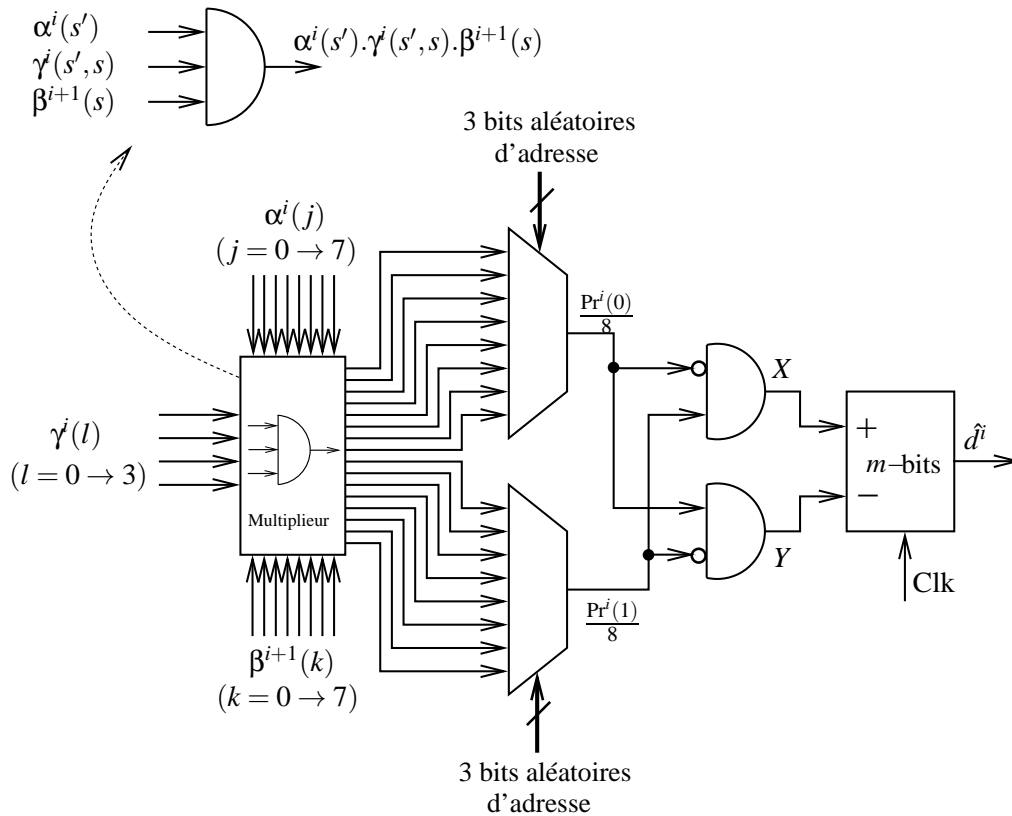 αⁱ(s′)
γⁱ(s′,s)
βⁱ⁺¹(s)
αⁱ(s′).γⁱ(s′,s).βⁱ⁺¹(s)
3 bits aléatoires
d'adresse
αⁱ(j)
(j = 0 → 7)
Prⁱ(0)
8
X
γⁱ(l)
(l = 0 → 3)
+
m–bits
−
d̂ⁱ
Multiplieur
Y
Clk
Prⁱ(1)
8
βⁱ⁺¹(k)
(k = 0 → 7)
3 bits aléatoires
d'adresse